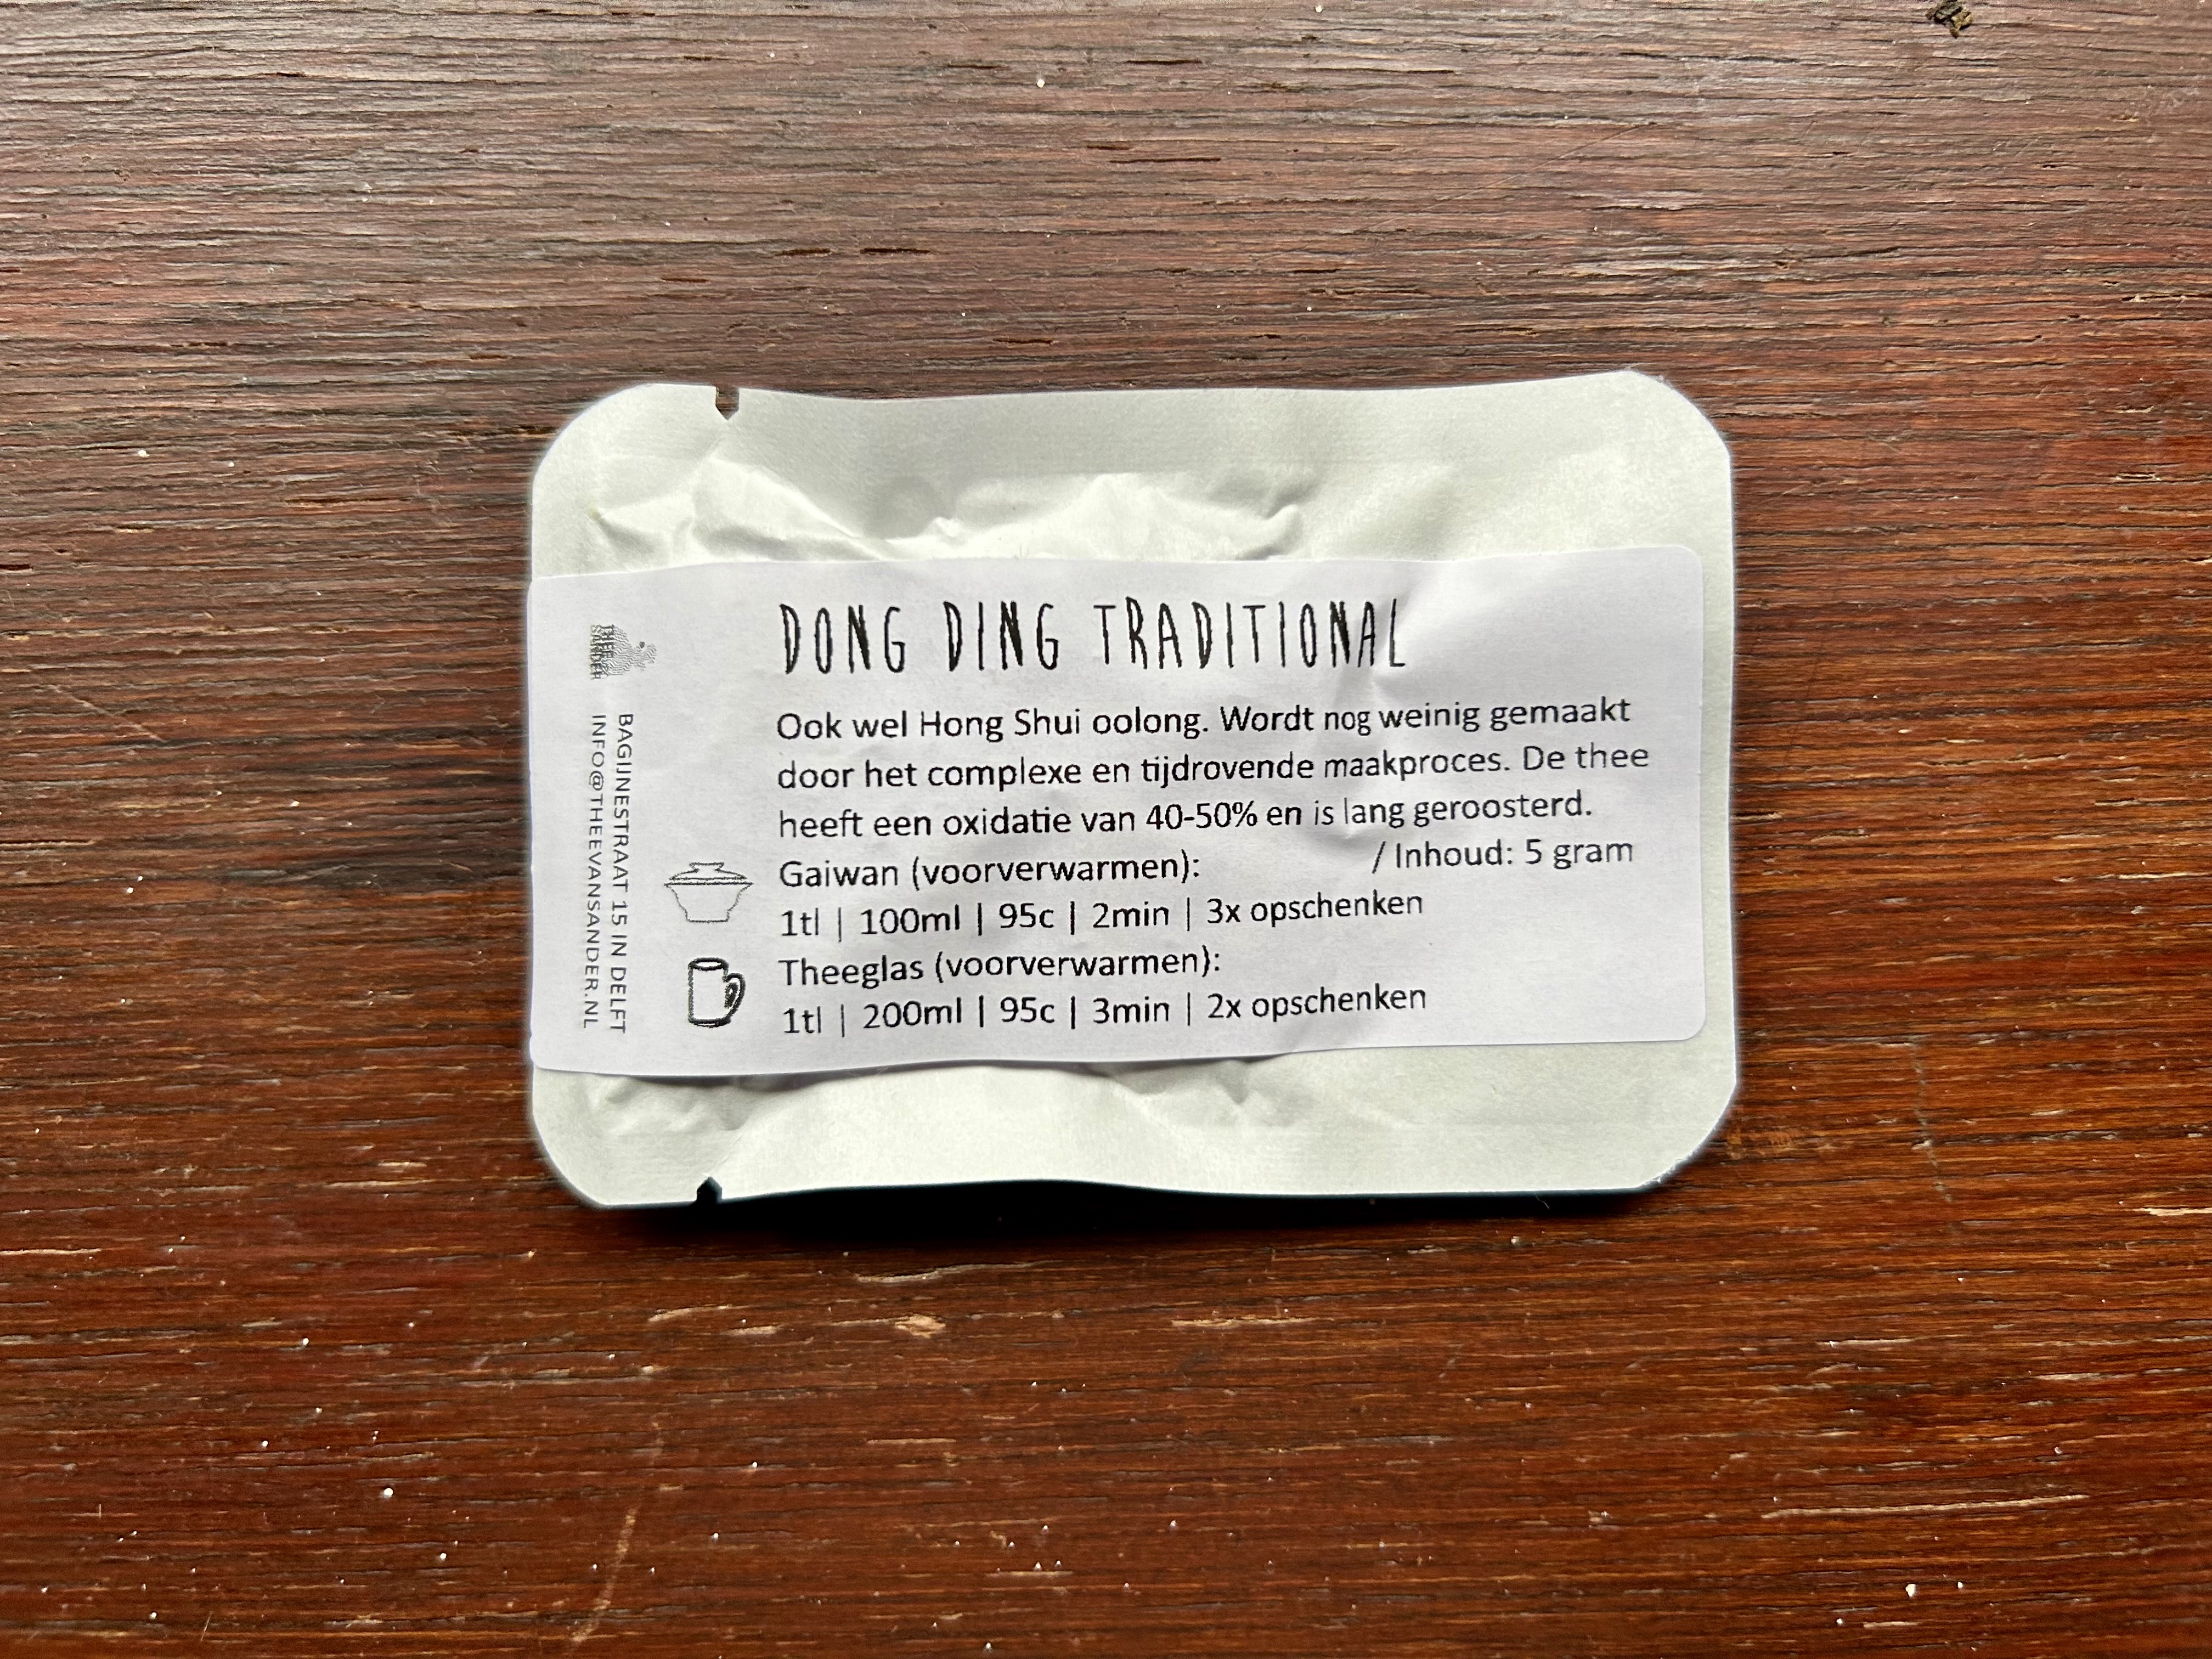 DONG DING TRADITIONAL
Ook wel Hong Shui oolong. Wordt nog weinig gemaakt
door het complexe en tijdrovende maakproces. De thee
heeft een oxidatie van 40-50% en is lang geroosterd.
/ Inhoud: 5 gram
Gaiwan (voorverwarmen):
1tl | 100ml | 95c | 2min | 3x opschenken
Theeglas (voorverwarmen):
1tl | 200ml | 95c | 3min | 2x opschenken
BAGIJNESTRAAT 15 IN DELFT
INFO@THEEVANSANDER.NL